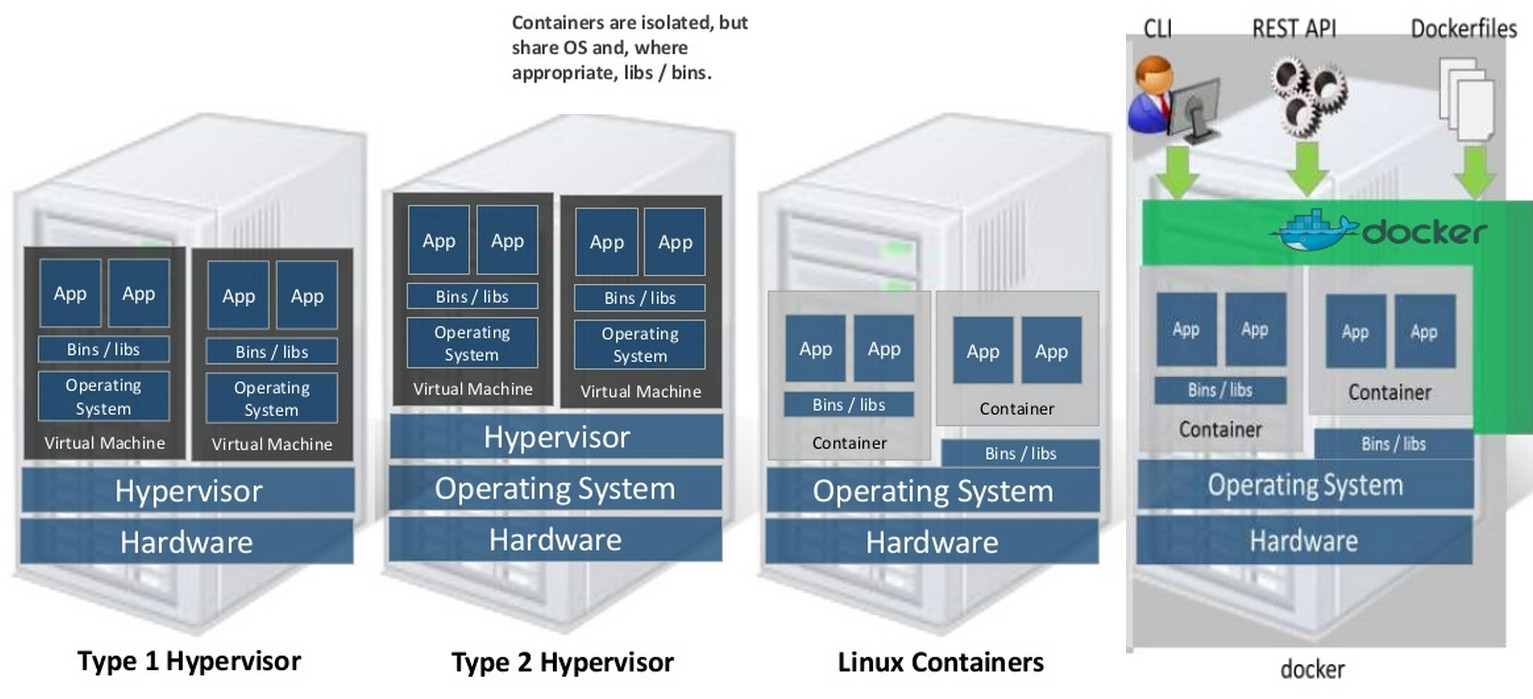 Containers are isolated, but
share OS and, where
appropriate, libs / bins.
App
App
Bins / libs
Operating
System
Virtual Machine
App
App
Bins / libs
Operating
System
Virtual Machine
Hypervisor
Hardware
Type 1 Hypervisor
App
App
Bins / libs
Operating
System
Virtual Machine
App
App
Bins / libs
Operating
System
Virtual Machine
Hypervisor
Operating System
Hardware
Type 2 Hypervisor
App
App
Bins / libs
Container
App
App
Container
Bins / libs
Operating System
Hardware
Linux Containers
CLI
REST API
Dockerfiles
docker
App
App
Bins / libs
Container
App
App
Container
Bins / libs
Operating System
Hardware
docker